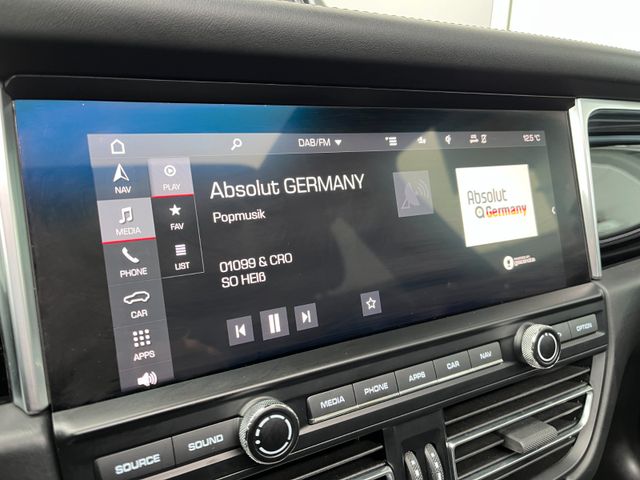 DAB/FM
12.5°C
NAV
PLAY
MEDIA
FAV
PHONE
LIST
CAR
APPS
Absolut GERMANY
Popmusik
01099 & CRO
SO HEIß
Absolut
Germany
MEDIA
PHONE
APPS
CAR
NAV
OPTION
SOURCE
SOUND